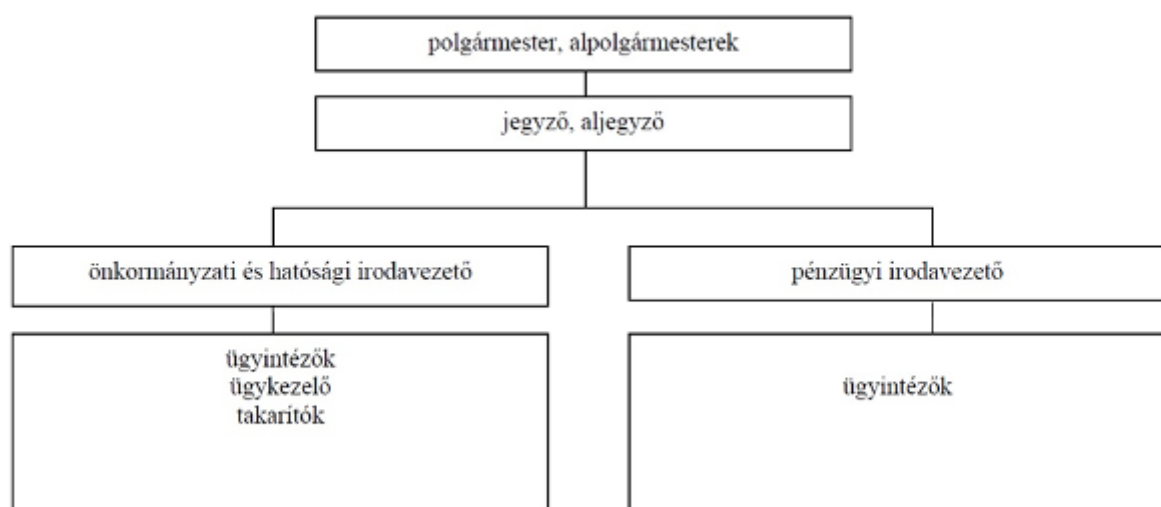 polgármester, alpolgármesterek
jegyző, aljegyző
önkormányzati és hatósági irodavezető
pénzügyi irodavezető
ügyintézők
ügykezelő
takarítók
ügyintézők